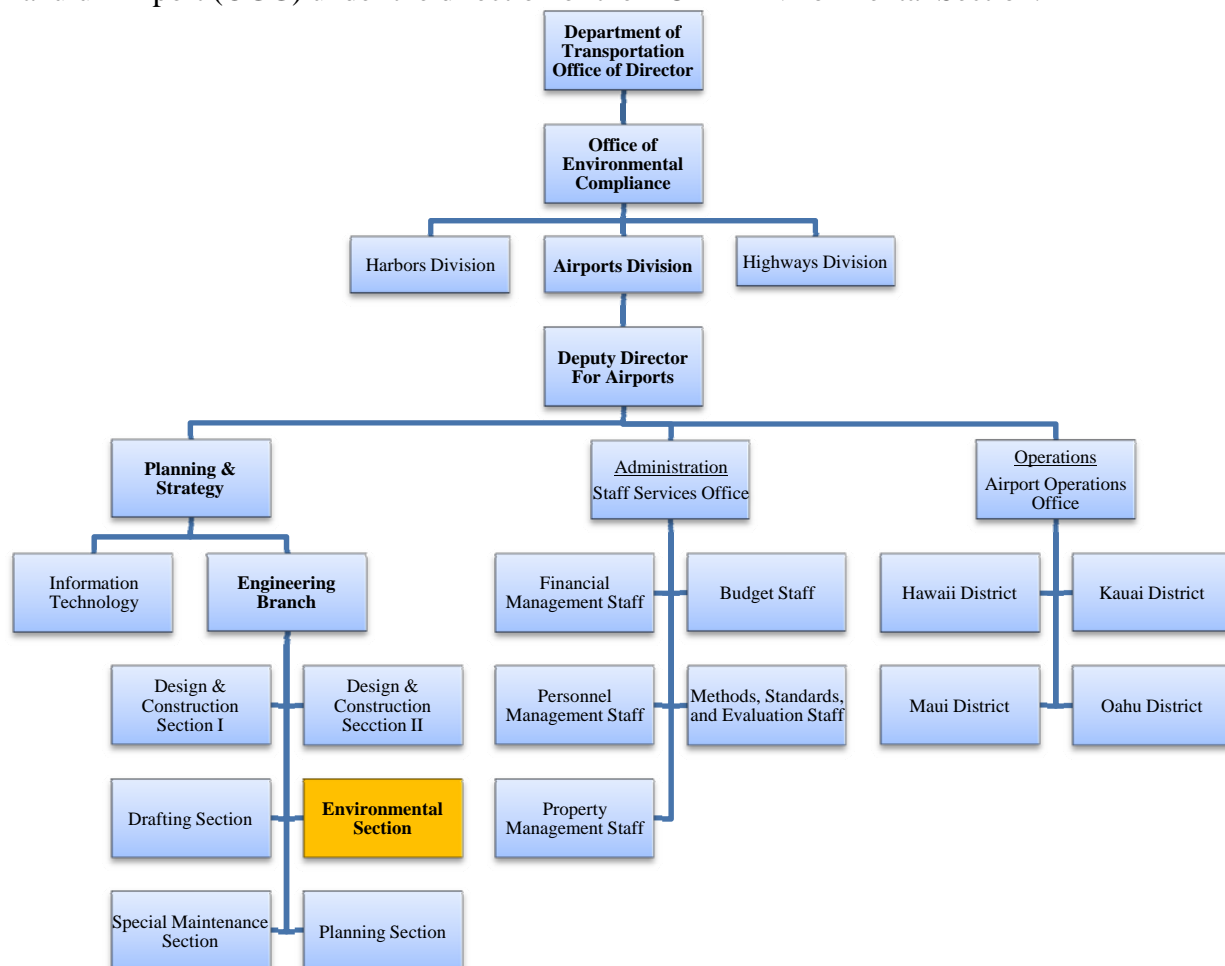 Department of
Transportation
Office of Director
Office of
Environmental
Compliance
Harbors Division
Airports Division
Highways Division
Deputy Director
For Airports
Planning &
Strategy
Administration
Staff Services Office
Operations
Airport Operations
Office
Information
Technology
Engineering
Branch
Financial
Management Staff
Budget Staff
Hawaii District
Kauai District
Design &
Construction
Section I
Design &
Construction
Secction II
Personnel
Management Staff
Methods, Standards,
and Evaluation Staff
Maui District
Oahu District
Drafting Section
Environmental
Section
Property
Management Staff
Special Maintenance
Section
Planning Section